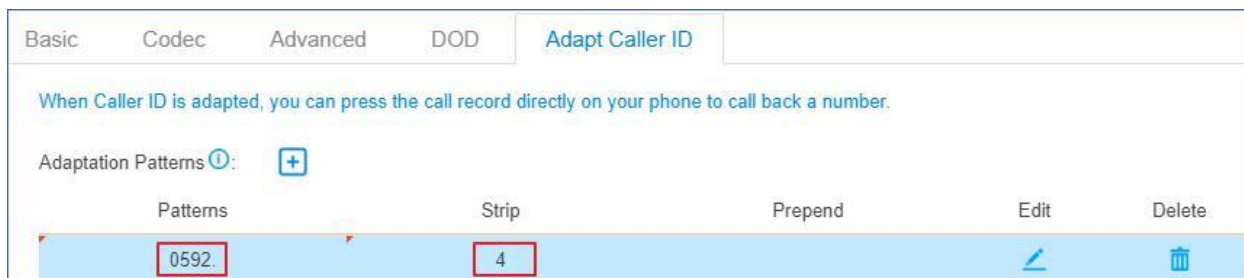 Basic Codec Advanced DOD Adapt Caller ID
When Caller ID is adapted, you can press the call record directly on your phone to call back a number.
Adaptation Patterns i:
Patterns Strip Prepend Edit Delete
0592. 4